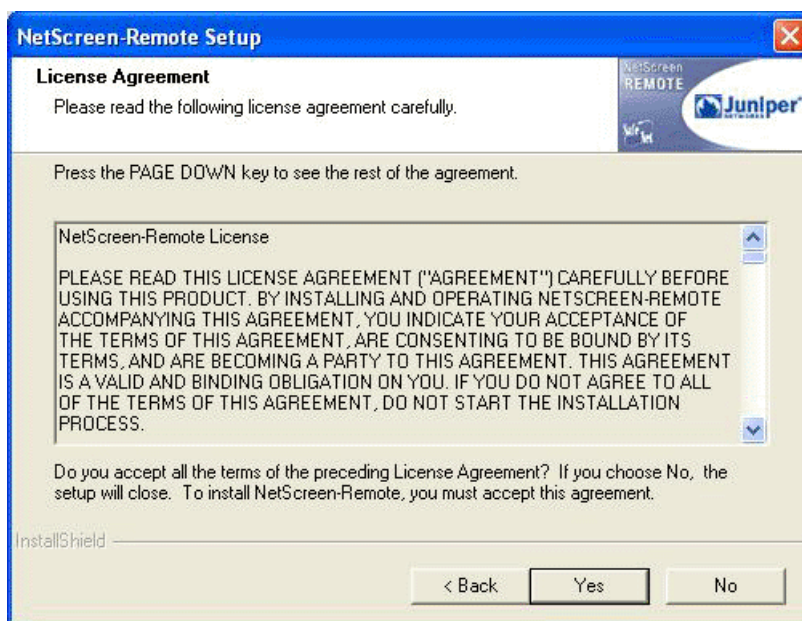 NetScreen-Remote Setup
License Agreement
Please read the following license agreement carefully.
NetScreen
REMOTE
Juniper
NETWORKS
Press the PAGE DOWN key to see the rest of the agreement.
NetScreen-Remote License
PLEASE READ THIS LICENSE AGREEMENT ("AGREEMENT") CAREFULLY BEFORE
USING THIS PRODUCT. BY INSTALLING AND OPERATING NETSCREEN-REMOTE
ACCOMPANYING THIS AGREEMENT, YOU INDICATE YOUR ACCEPTANCE OF
THE TERMS OF THIS AGREEMENT, ARE CONSENTING TO BE BOUND BY ITS
TERMS, AND ARE BECOMING A PARTY TO THIS AGREEMENT. THIS AGREEMENT
IS A VALID AND BINDING OBLIGATION ON YOU. IF YOU DO NOT AGREE TO ALL
OF THE TERMS OF THIS AGREEMENT, DO NOT START THE INSTALLATION
PROCESS.
Do you accept all the terms of the preceding License Agreement? If you choose No, the
setup will close. To install NetScreen-Remote, you must accept this agreement.
InstallShield
< Back
Yes
No